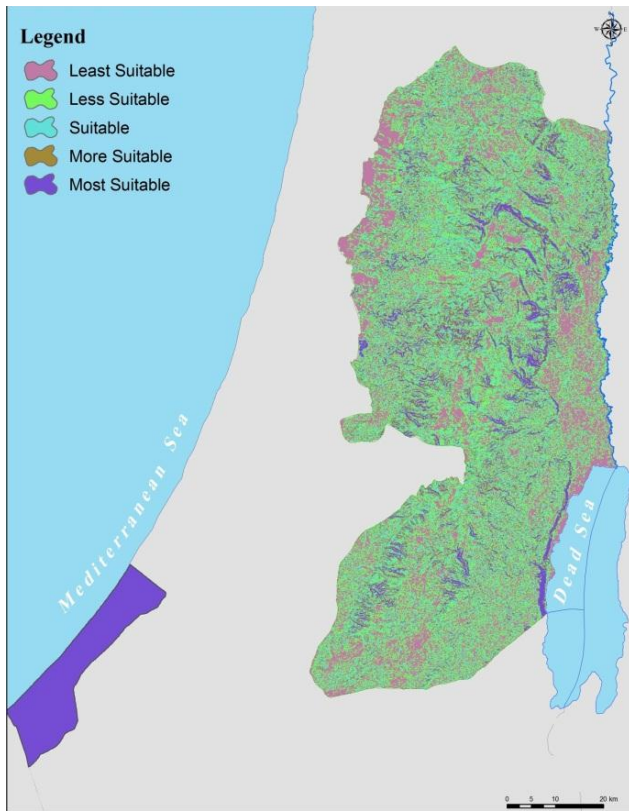 Legend
Least Suitable
Less Suitable
Suitable
More Suitable
Most Suitable
W E
Mediterranean Sea
Dead Sea
0 5 10 20 km